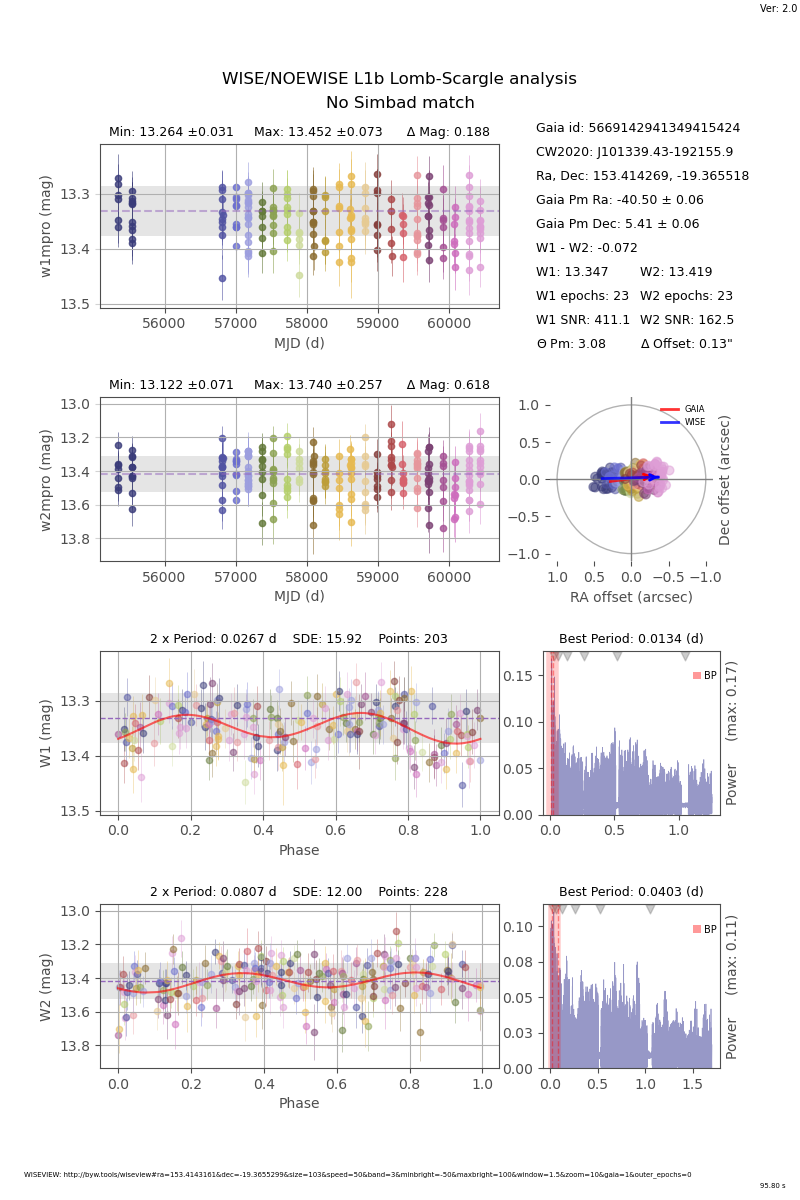 Ver: 2.0
WISE/NOEWISE L1b Lomb-Scargle analysis
No Simbad match
Min: 13.264 ±0.031 Max: 13.452 ±0.073 Δ Mag: 0.188
w1mpro (mag)
13.3
13.4
13.5
56000 57000 58000 59000 60000
MJD (d)
Gaia id: 5669142941349415424
CW2020: J101339.43-192155.9
Ra, Dec: 153.414269, -19.365518
Gaia Pm Ra: -40.50 ± 0.06
Gaia Pm Dec: 5.41 ± 0.06
W1 - W2: -0.072
W1: 13.347 W2: 13.419
W1 epochs: 23 W2 epochs: 23
W1 SNR: 411.1 W2 SNR: 162.5
Θ Pm: 3.08 Δ Offset: 0.13"
Min: 13.122 ±0.071 Max: 13.740 ±0.257 Δ Mag: 0.618
w2mpro (mag)
13.0
13.2
13.4
13.6
13.8
56000 57000 58000 59000 60000
MJD (d)
GAIA
WISE
1.0
0.5
0.0
−0.5
−1.0
1.0 0.5 0.0 −0.5 −1.0
RA offset (arcsec)
Dec offset (arcsec)
2 x Period: 0.0267 d SDE: 15.92 Points: 203
W1 (mag)
13.3
13.4
13.5
0.0 0.2 0.4 0.6 0.8 1.0
Phase
Best Period: 0.0134 (d)
BP
0.15
0.10
0.05
0.00
0.0 0.5 1.0
Power (max: 0.17)
2 x Period: 0.0807 d SDE: 12.00 Points: 228
W2 (mag)
13.0
13.2
13.4
13.6
13.8
0.0 0.2 0.4 0.6 0.8 1.0
Phase
Best Period: 0.0403 (d)
BP
0.10
0.08
0.05
0.03
0.00
0.0 0.5 1.0 1.5
Power (max: 0.11)
WISEVIEW: http://byw.tools/wiseview#ra=153.4143161&dec=-19.3655299&size=103&speed=50&band=3&minbright=-50&maxbright=100&window=1.5&zoom=10&gaia=1&outer_epochs=0
95.80 s